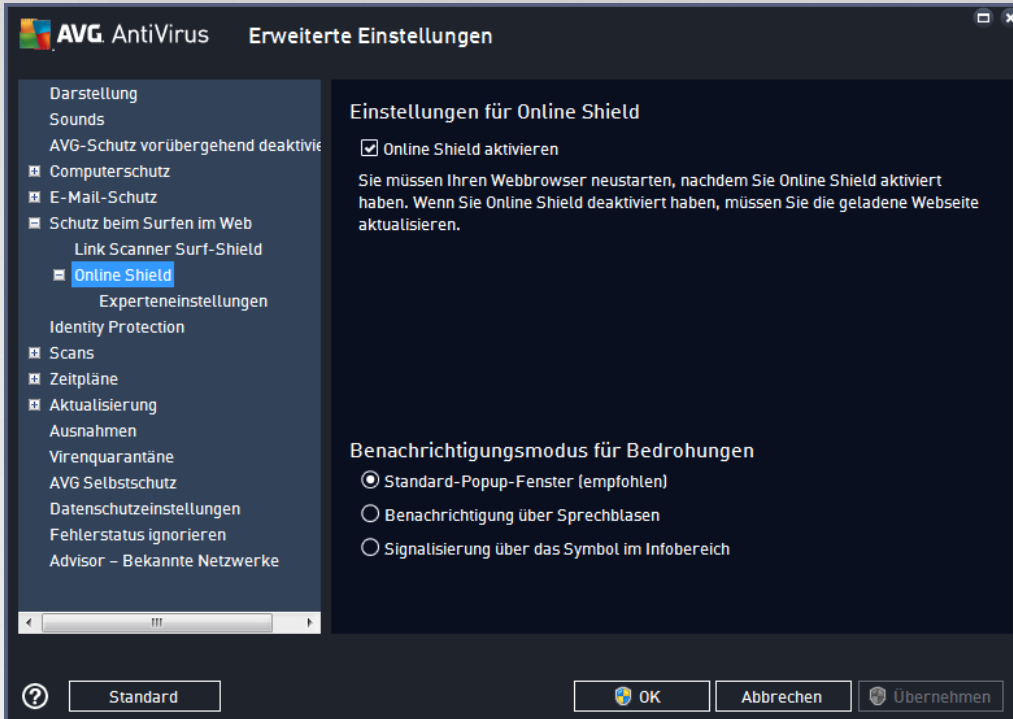 AVG. AntiVirus Erweiterte Einstellungen
Darstellung
Sounds
AVG-Schutz vorübergehend deaktivie
Computerschutz
E-Mail-Schutz
Schutz beim Surfen im Web
Link Scanner Surf-Shield
Online Shield
Experteneinstellungen
Identity Protection
Scans
Zeitpläne
Aktualisierung
Ausnahmen
Virenquarantäne
AVG Selbstschutz
Datenschutzeinstellungen
Fehlerstatus ignorieren
Advisor – Bekannte Netzwerke
Einstellungen für Online Shield
Online Shield aktivieren
Sie müssen Ihren Webbrowser neustarten, nachdem Sie Online Shield aktiviert
haben. Wenn Sie Online Shield deaktiviert haben, müssen Sie die geladene Webseite
aktualisieren.
Benachrichtigungsmodus für Bedrohungen
Standard-Popup-Fenster (empfohlen)
Benachrichtigung über Sprechblasen
Signalisierung über das Symbol im Infobereich
? Standard OK Abbrechen Übernehmen